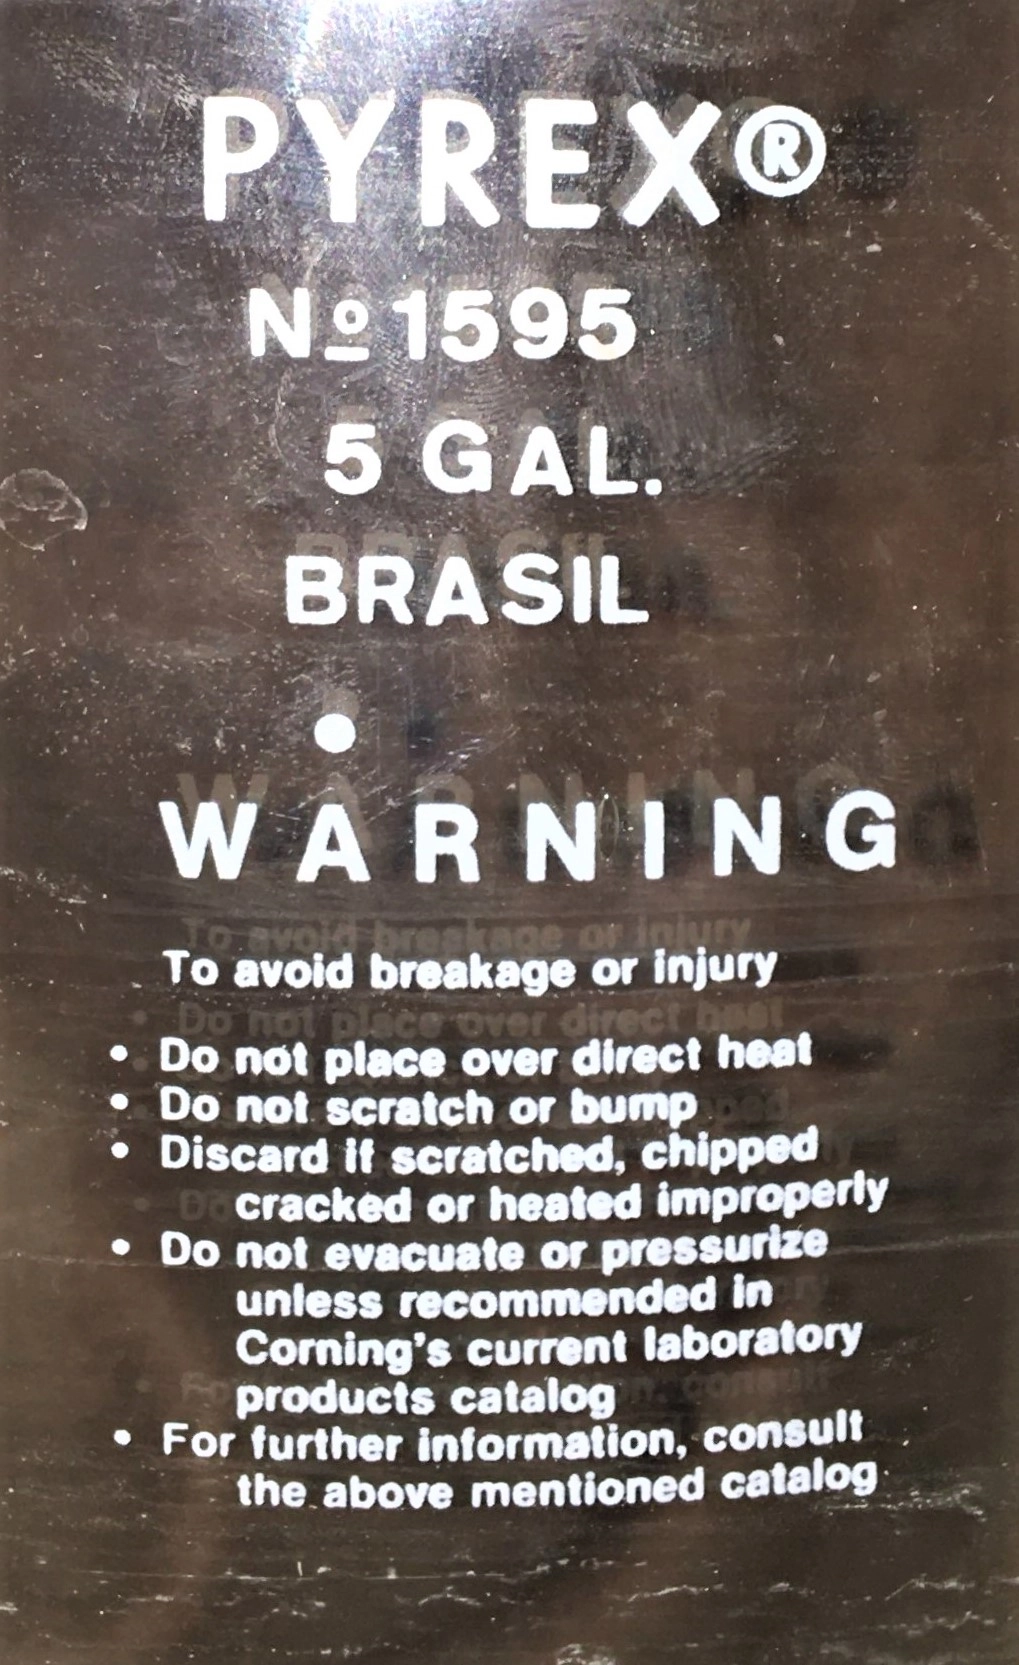 PYREX®
Nº 1595
5 GAL.
BRASIL
WARNING
To avoid breakage or injury
• Do not place over direct heat
• Do not scratch or bump
• Discard if scratched, chipped
cracked or heated improperly
• Do not evacuate or pressurize
unless recommended in
Corning's current laboratory
products catalog
• For further information, consult
the above mentioned catalog